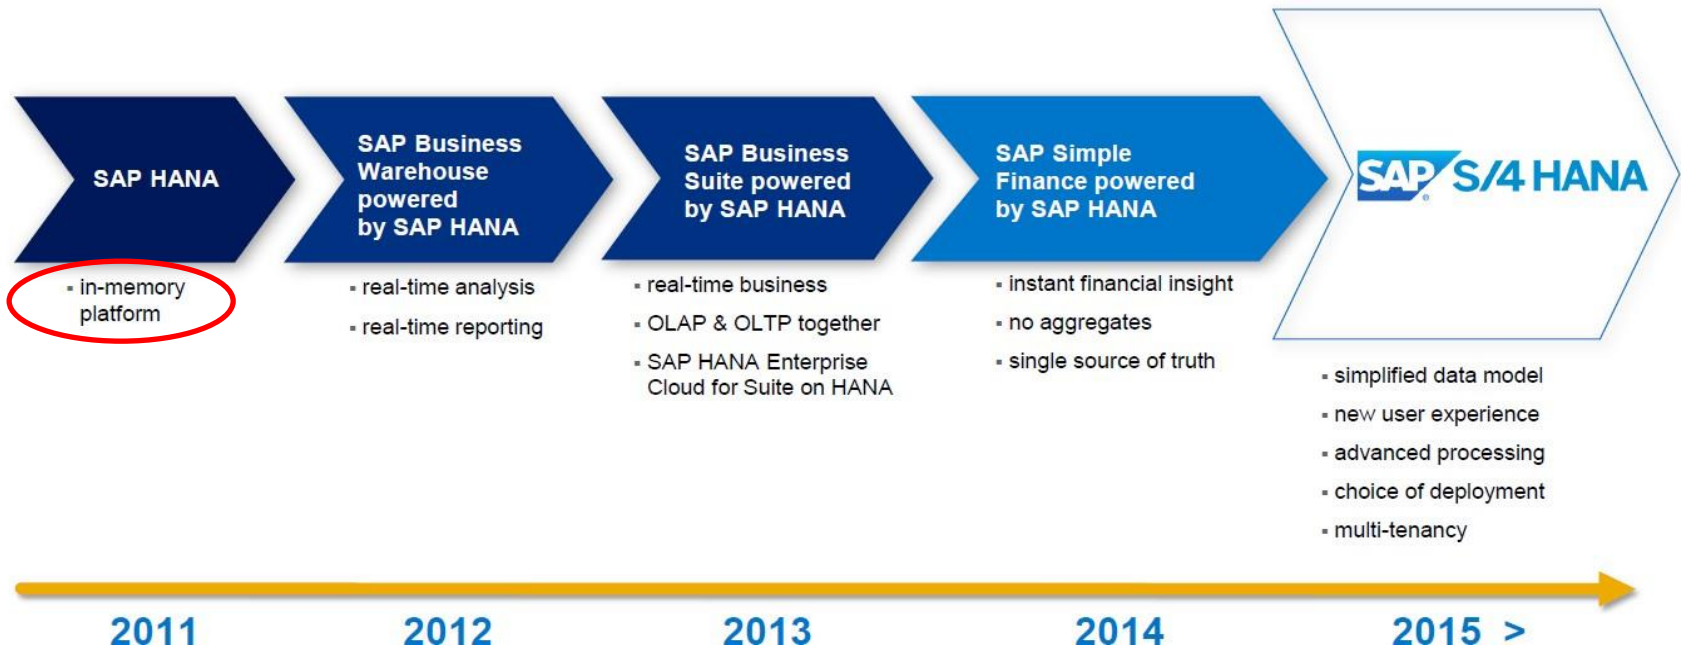 SAP HANA
SAP Business
Warehouse
powered
by SAP HANA
SAP Business
Suite powered
by SAP HANA
SAP Simple
Finance powered
by SAP HANA
SAP S/4 HANA
▪ in-memory
platform
▪ real-time analysis
▪ real-time reporting
▪ real-time business
▪ OLAP & OLTP together
▪ SAP HANA Enterprise
Cloud for Suite on HANA
▪ instant financial insight
▪ no aggregates
▪ single source of truth
▪ simplified data model
▪ new user experience
▪ advanced processing
▪ choice of deployment
▪ multi-tenancy
2011
2012
2013
2014
2015 >